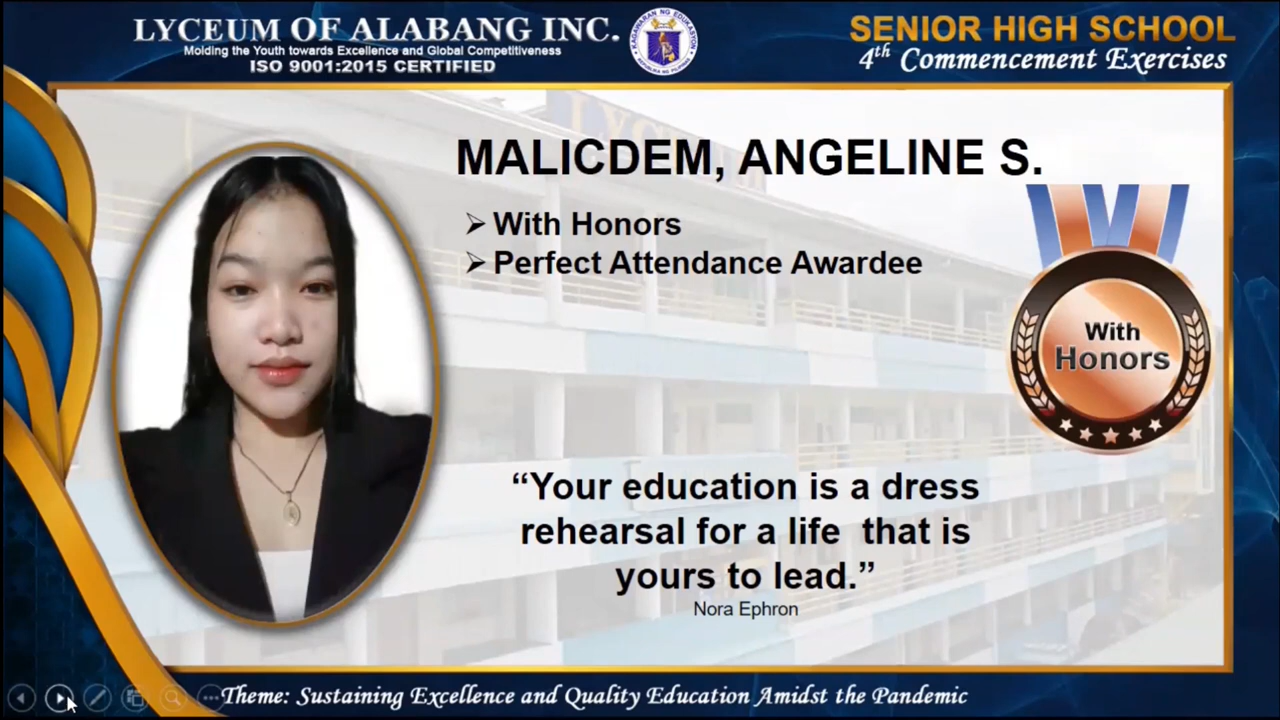 LYCEUM OF ALABANG INC.
Molding the Youth towards Excellence and Global Competitiveness
ISO 9001:2015 CERTIFIED
SENIOR HIGH SCHOOL
4th Commencement Exercises
LYCEU
MALICDEM, ANGELINE S.
➢ With Honors
➢ Perfect Attendance Awardee
With
Honors
“Your education is a dress
rehearsal for a life that is
yours to lead.”
Nora Ephron
Theme: Sustaining Excellence and Quality Education Amidst the Pandemic